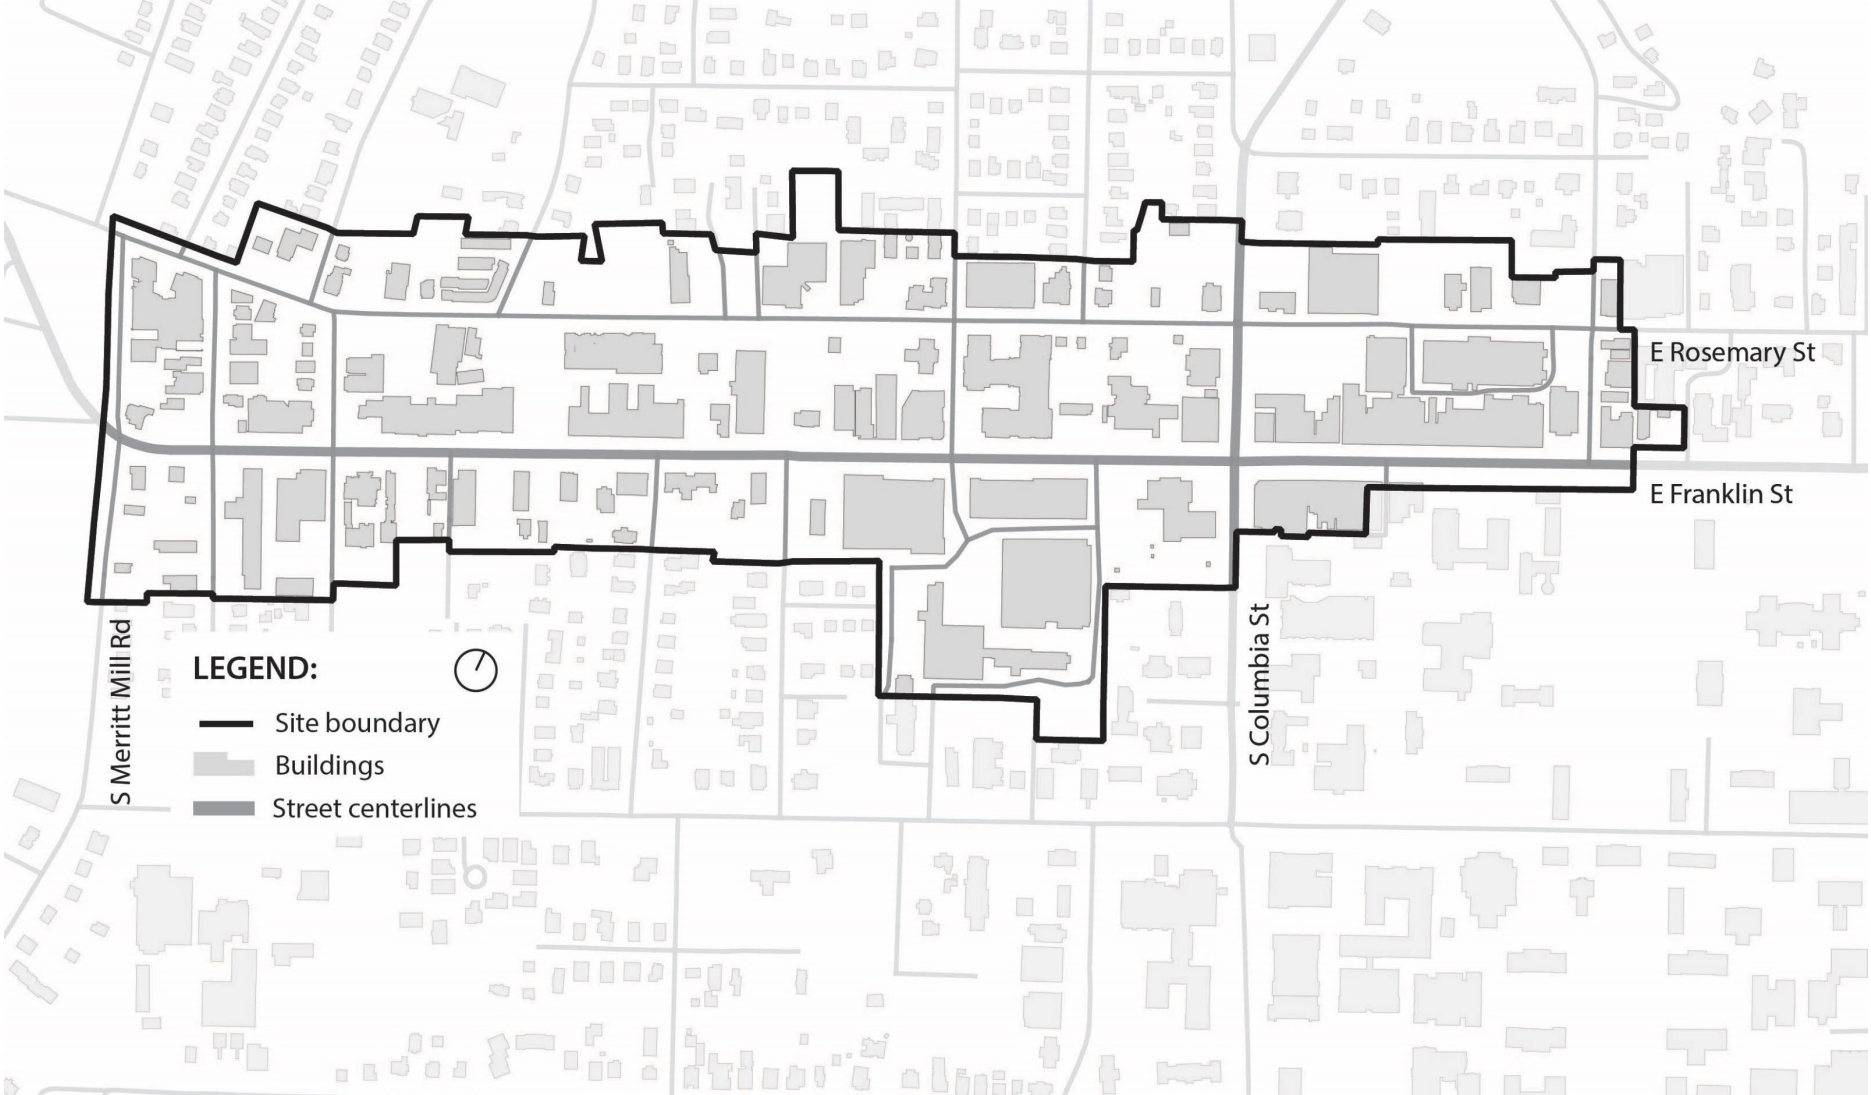 E Rosemary St
E Franklin St
S Merritt Mill Rd
S Columbia St
LEGEND:
Site boundary
Buildings
Street centerlines